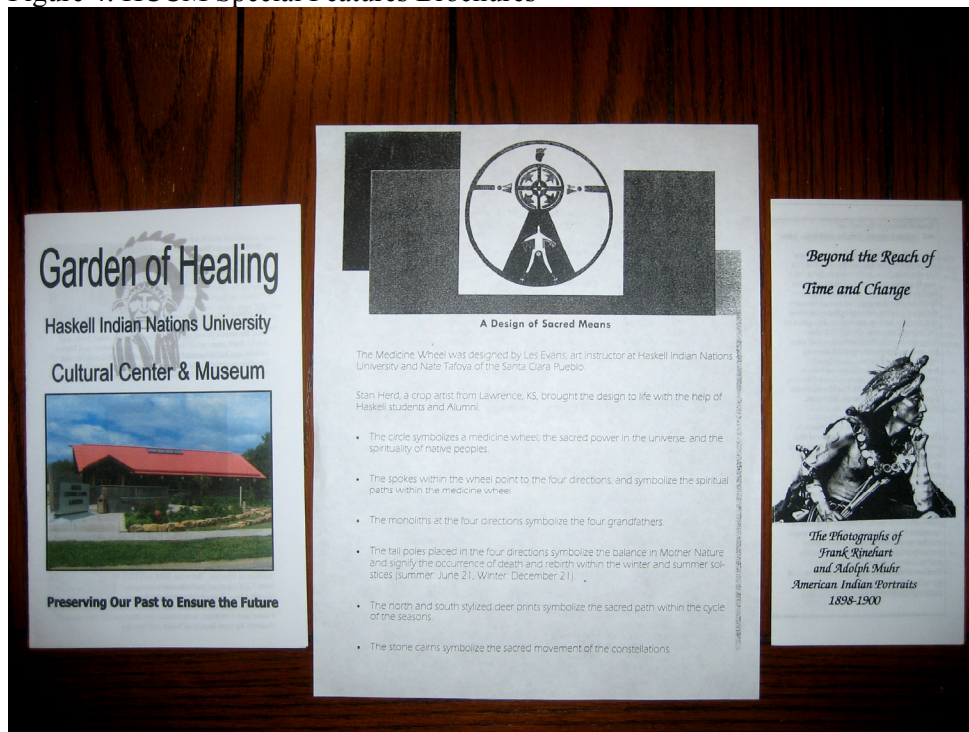 Figure 4. HCCM Special Features Brochures
Garden of Healing
Haskell Indian Nations University
Cultural Center & Museum
Preserving Our Past to Ensure the Future
A Design of Sacred Means
The Medicine Wheel was designed by Les Evans, art instructor at Haskell Indian Nations
University and Nate Tafoya of the Santa Clara Pueblo.
Stan Herd, a crop artist from Lawrence, KS, brought the design to life with the help of
Haskell students and Alumni.
• The circle symbolizes a medicine wheel, the sacred power in the universe, and the
spirituality of native peoples.
• The spokes within the wheel point to the four directions, and symbolize the spiritual
paths within the medicine wheel.
• The monoliths at the four directions symbolize the four grandfathers.
• The tall poles placed in the four directions symbolize the balance in Mother Nature
and signify the occurrence of death and rebirth within the winter and summer sol-
stices (summer: June 21, Winter: December 21).
• The north and south stylized deer prints symbolize the sacred path within the cycle
of the seasons.
• The stone cairns symbolize the sacred movement of the constellations.
Beyond the Reach of
Time and Change
The Photographs of
Frank Rinehart
and Adolph Muhr
American Indian Portraits
1898-1900